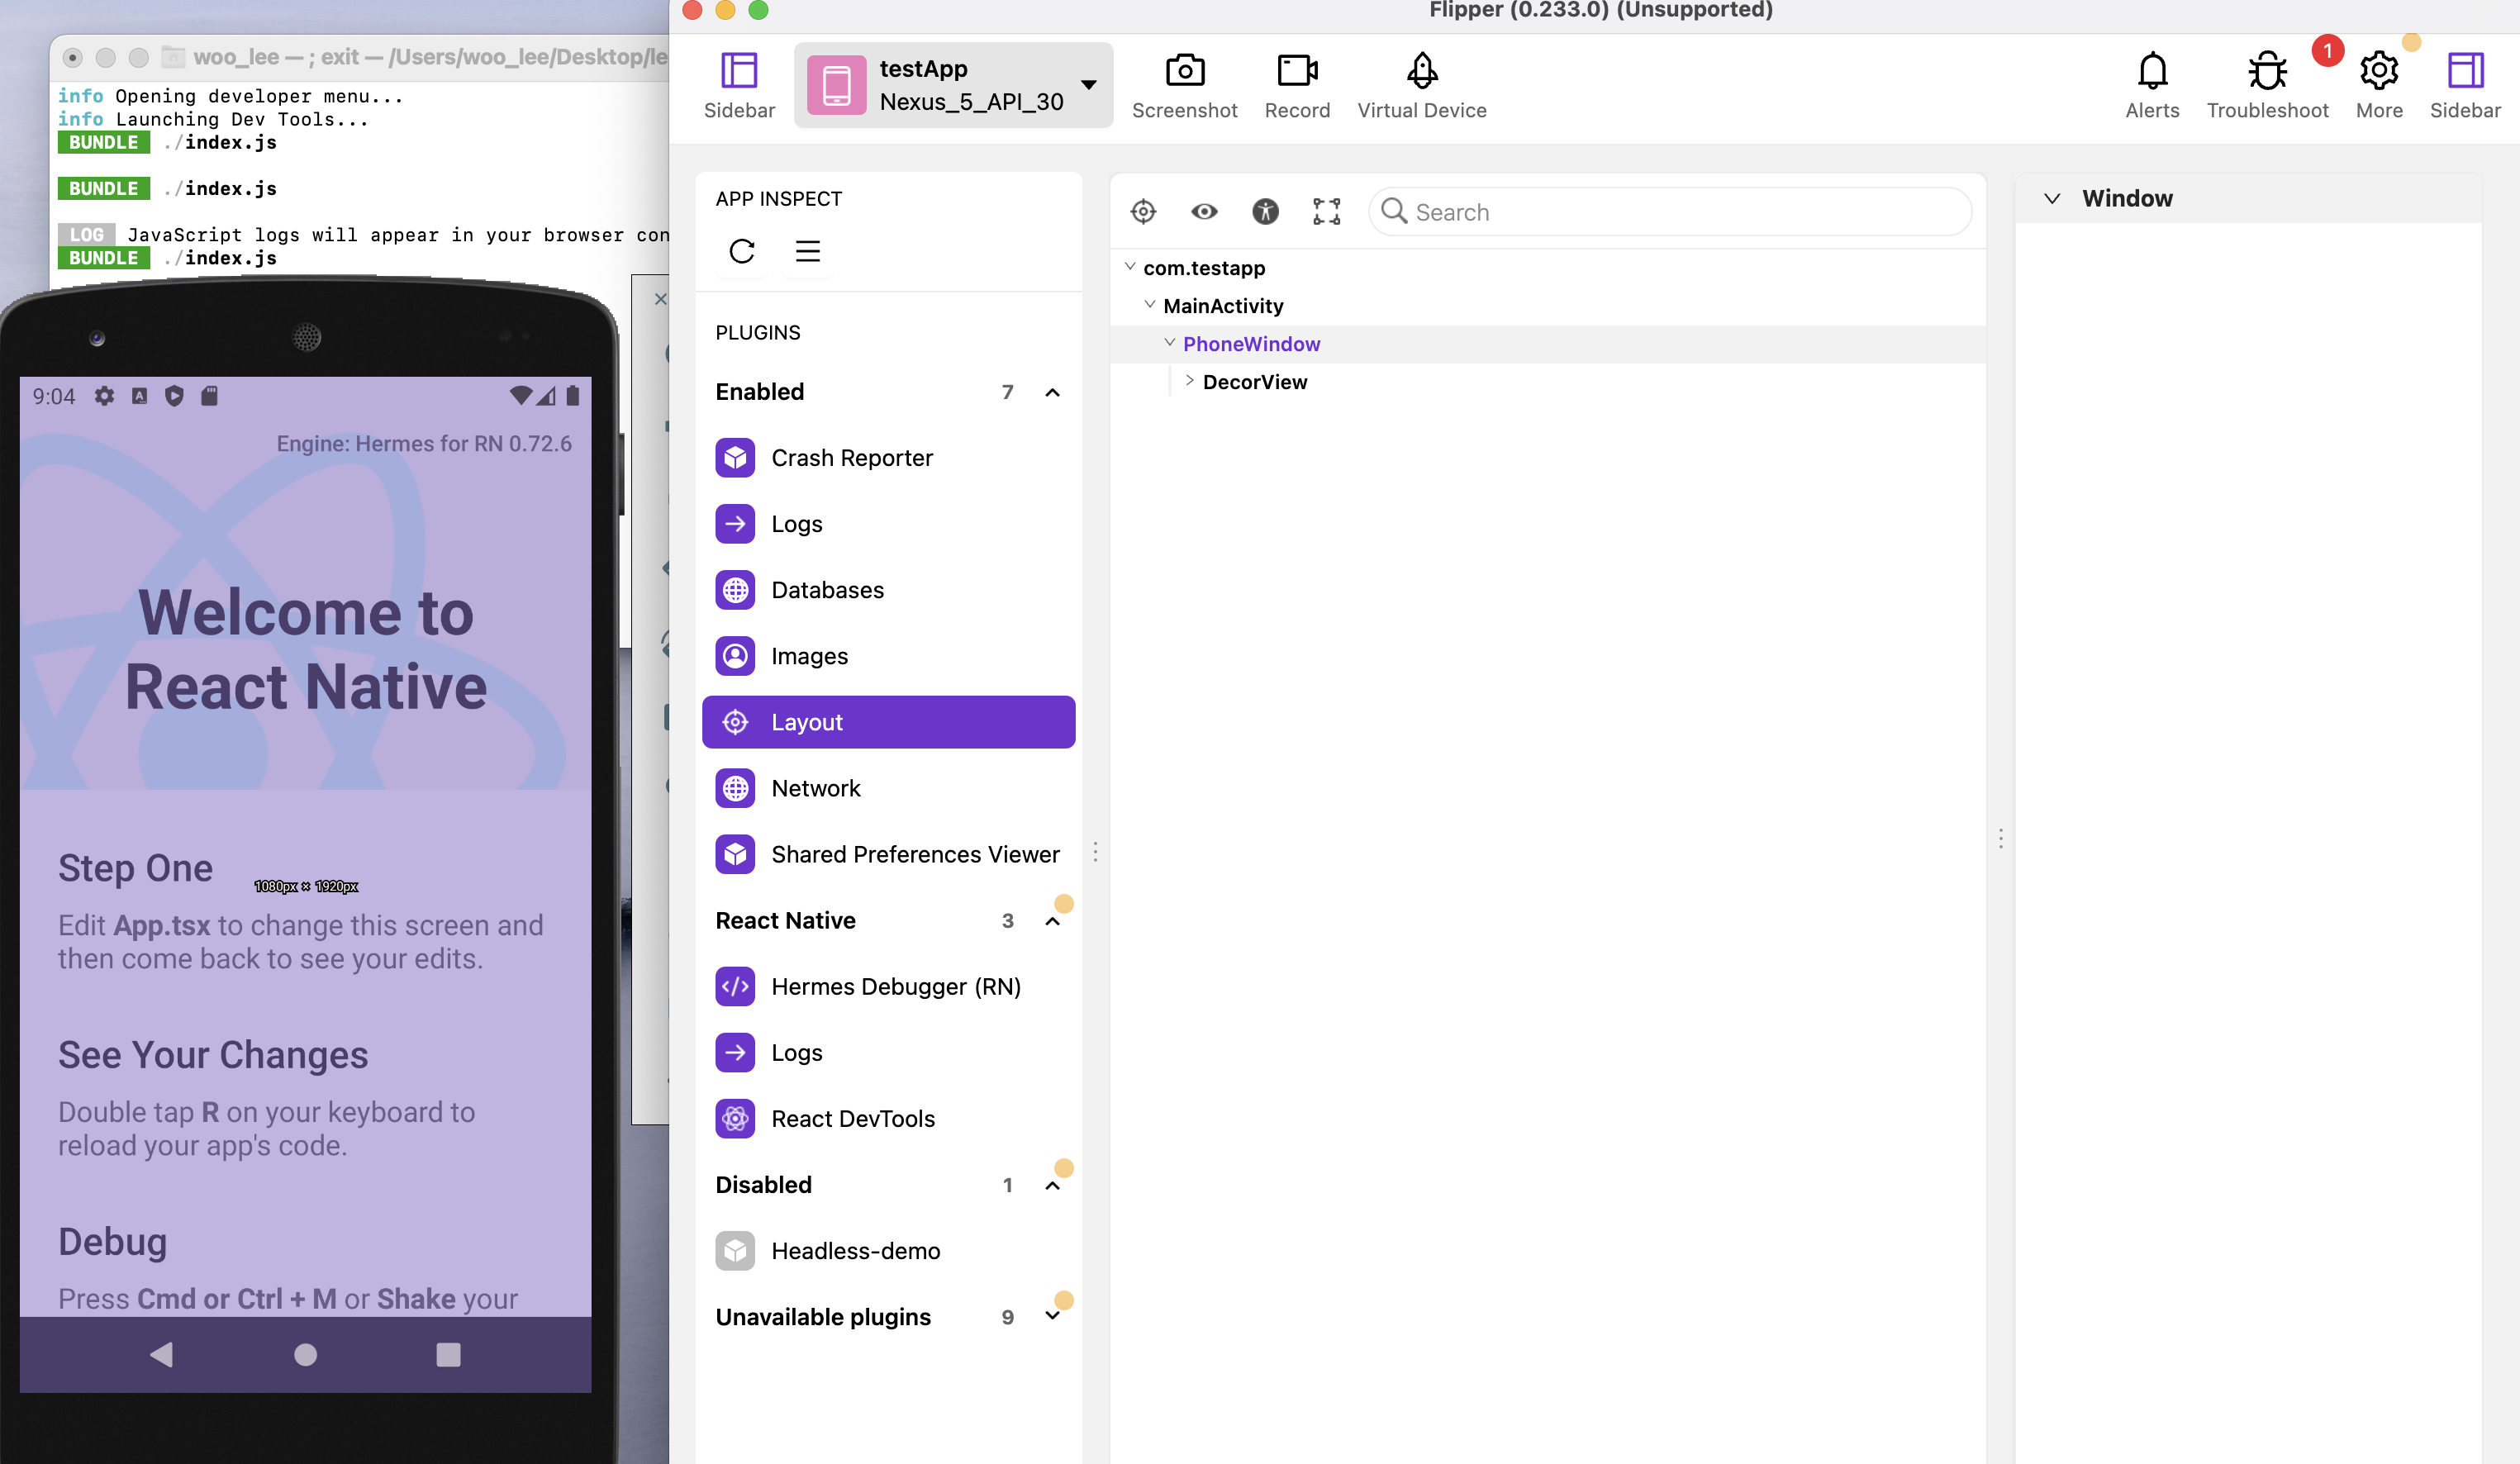 Flipper (0.233.0) (Unsupported)
woo_lee — ; exit — /Users/woo_lee/Desktop/le
info Opening developer menu...
info Launching Dev Tools...
BUNDLE ./index.js
BUNDLE ./index.js
LOG JavaScript logs will appear in your browser con
BUNDLE ./index.js
9:04
Engine: Hermes for RN 0.72.6
Welcome to
React Native
Step One
1080px × 1920px
Edit App.tsx to change this screen and
then come back to see your edits.
See Your Changes
Double tap R on your keyboard to
reload your app's code.
Debug
Press Cmd or Ctrl + M or Shake your
Sidebar
testApp
Nexus_5_API_30
Screenshot
Record
Virtual Device
Alerts
Troubleshoot
1
More
Sidebar
APP INSPECT
PLUGINS
Enabled 7
Crash Reporter
Logs
Databases
Images
Layout
Network
Shared Preferences Viewer
React Native 3
Hermes Debugger (RN)
Logs
React DevTools
Disabled 1
Headless-demo
Unavailable plugins 9
Search
com.testapp
MainActivity
PhoneWindow
DecorView
Window